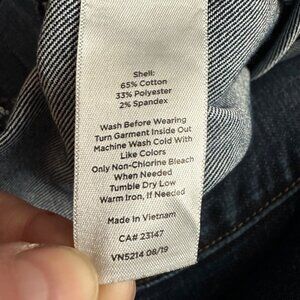 Shell:
65% Cotton
33% Polyester
2% Spandex
Wash Before Wearing
Turn Garment Inside Out
Machine Wash Cold With
Like Colors
Only Non-Chlorine Bleach
When Needed
Tumble Dry Low
Warm Iron, If Needed
Made in Vietnam
CA# 23147
VN5214 08/19